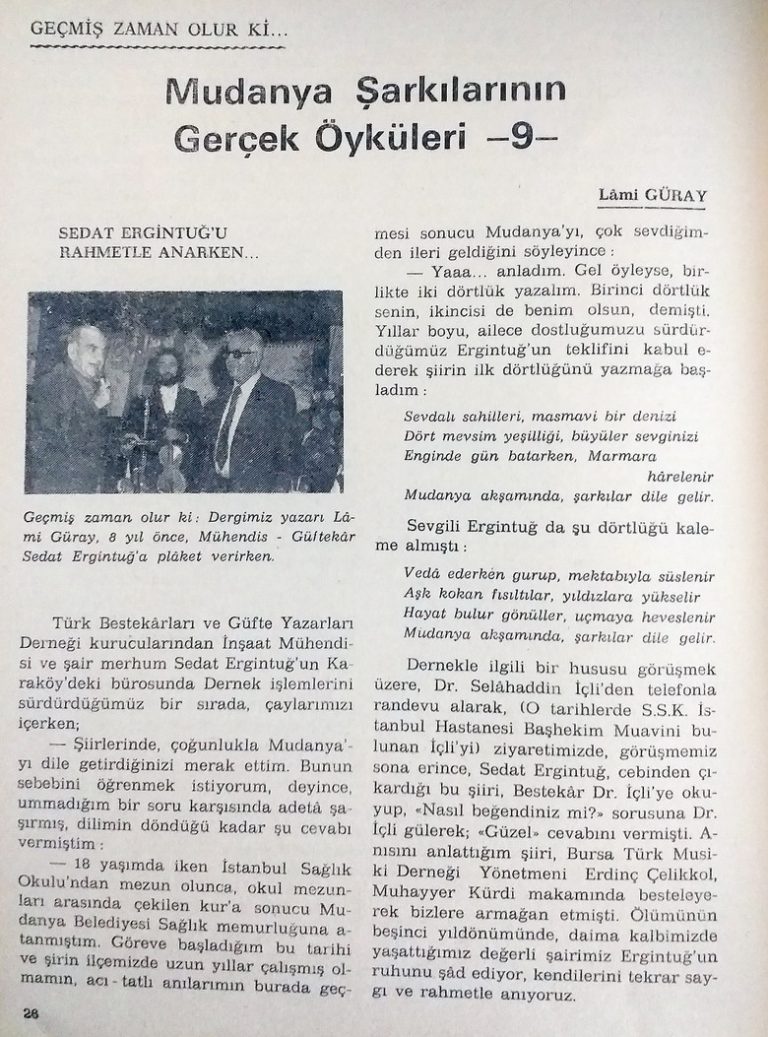 GEÇMİŞ ZAMAN OLUR Kİ...
Mudanya Şarkılarının
Gerçek Öyküleri —9—
Lâmi GÜRAY
SEDAT ERGİNTUĞ'U
RAHMETLE ANARKEN...
Geçmiş zaman olur ki: Dergimiz yazarı Lâ-
mi Güray, 8 yıl önce, Mühendis - Güftekâr
Sedat Ergintuğ'a plâket verirken.
Türk Bestekârları ve Güfte Yazarları
Derneği kurucularından İnşaat Mühendi-
si ve şair merhum Sedat Ergintuğ'un Ka-
raköy'deki bürosunda Dernek işlemlerini
sürdürdüğümüz bir sırada, çaylarımızı
içerken;
— Şiirlerinde, çoğunlukla Mudanya'-
yı dile getirdiğinizi merak ettim. Bunun
sebebini öğrenmek istiyorum, deyince,
ummadığım bir soru karşısında adetâ şa-
şırmış, dilimin döndüğü kadar şu cevabı
vermiştim :
— 18 yaşımda iken İstanbul Sağlık
Okulu'ndan mezun olunca, okul mezun-
ları arasında çekilen kur'a sonucu Mu-
danya Belediyesi Sağlık memurluğuna a-
tanmıştım. Göreve başladığım bu tarihi
ve şirin ilçemizde uzun yıllar çalışmış ol-
mamın, acı-tatlı anılarımın burada geç-
mesi sonucu Mudanya'yı, çok sevdiğim-
den ileri geldiğini söyleyince :
— Yaaa... anladım. Gel öyleyse, bir-
likte iki dörtlük yazalım. Birinci dörtlük
senin, ikincisi de benim olsun, demişti.
Yıllar boyu, ailece dostluğumuzu sürdür-
düğümüz Ergintuğ'un teklifini kabul e-
derek şiirin ilk dörtlüğünü yazmağa baş-
ladım :
Sevdalı sahilleri, masmavi bir denizi
Dört mevsim yeşilliği, büyüler sevginizi
Enginde gün batarken, Marmara
hârelenir
Mudanya akşamında, şarkılar dile gelir.
Sevgili Ergintuğ da şu dörtlüğü kale-
me almıştı :
Vedâ ederken gurup, mektabıyla süslenir
Aşk kokan fısıltılar, yıldızlara yükselir
Hayat bulur gönüller, uçmaya heveslenir
Mudanya akşamında, şarkılar dile gelir.
Dernekle ilgili bir hususu görüşmek
üzere, Dr. Selâhaddin İçli'den telefonla
randevu alarak, (O tarihlerde S.S.K. İs-
tanbul Hastanesi Başhekim Muavini bu-
lunan İçli'yi) ziyaretimizde, görüşmemiz
sona erince, Sedat Ergintuğ, cebinden çı-
kardığı bu şiiri, Bestekâr Dr. İçli'ye oku-
yup, «Nasıl beğendiniz mi?» sorusuna Dr.
İçli gülerek; «Güzel» cevabını vermişti. A-
nısını anlattığım şiiri, Bursa Türk Musi-
ki Derneği Yönetmeni Erdinç Çelikkol,
Muhayyer Kürdi makamında besteleye-
rek bizlere armağan etmişti. Ölümünün
beşinci yıldönümünde, daima kalbimizde
yaşattığımız değerli şairimiz Ergintuğ'un
ruhunu şâd ediyor, kendilerini tekrar say-
gı ve rahmetle anıyoruz.
26